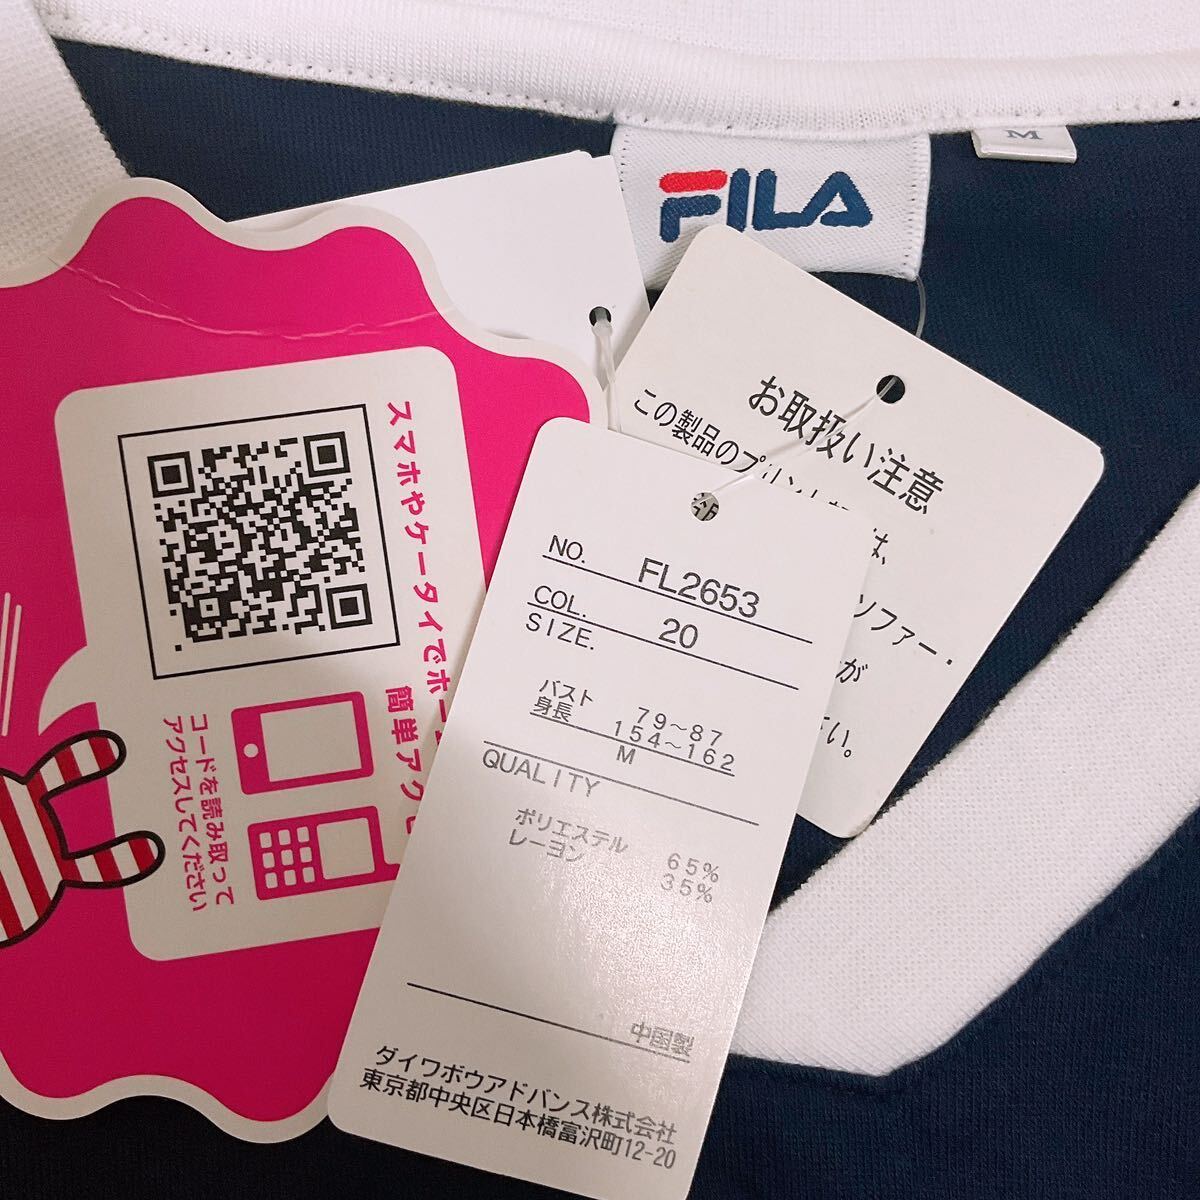 FILA
M
お取扱い注意
この製品のプリント
は、
ンファー・
が
い。
スマホやケータイでホー
簡単アク
コードを読み取って
アクセスしてください
NO. FL2653
COL. 20
SIZE.
バスト 79～87
身長 154～162
M
QUALITY
ポリエステル 65%
レーヨン 35%
中国製
ダイワボウアドバンス株式会社
東京都中央区日本橋富沢町12-20